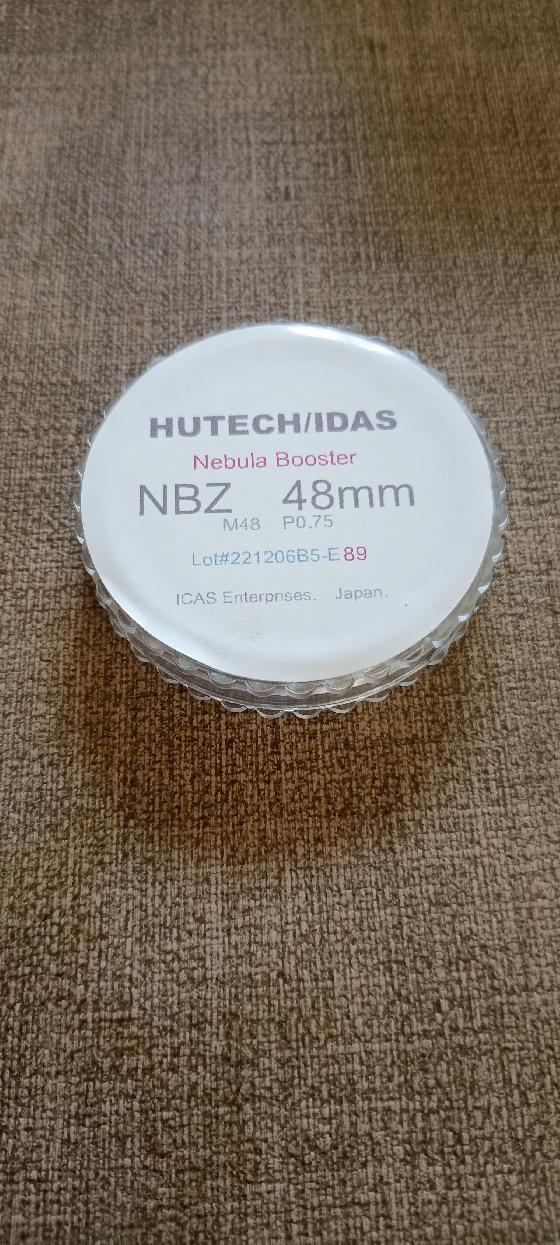 HUTECH/IDAS
Nebula Booster
NBZ 48mm
M48 P0.75
Lot#221206B5-E89
ICAS Enterprises. Japan.